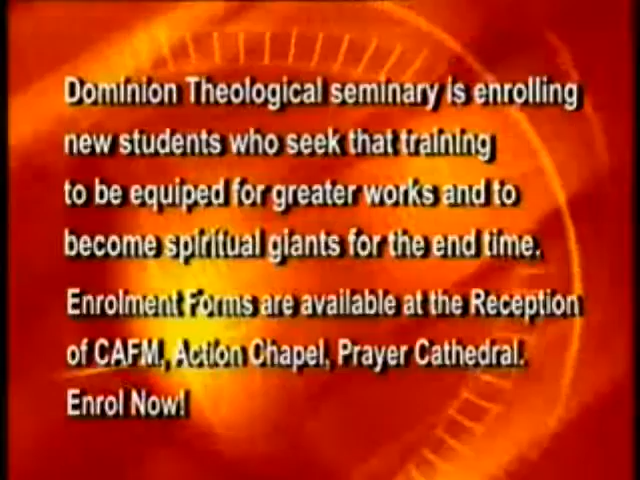 Dominion Theological seminary is enrolling
new students who seek that training
to be equiped for greater works and to
become spiritual giants for the end time.
Enrolment Forms are available at the Reception
of CAFM, Action Chapel, Prayer Cathedral.
Enrol Now!